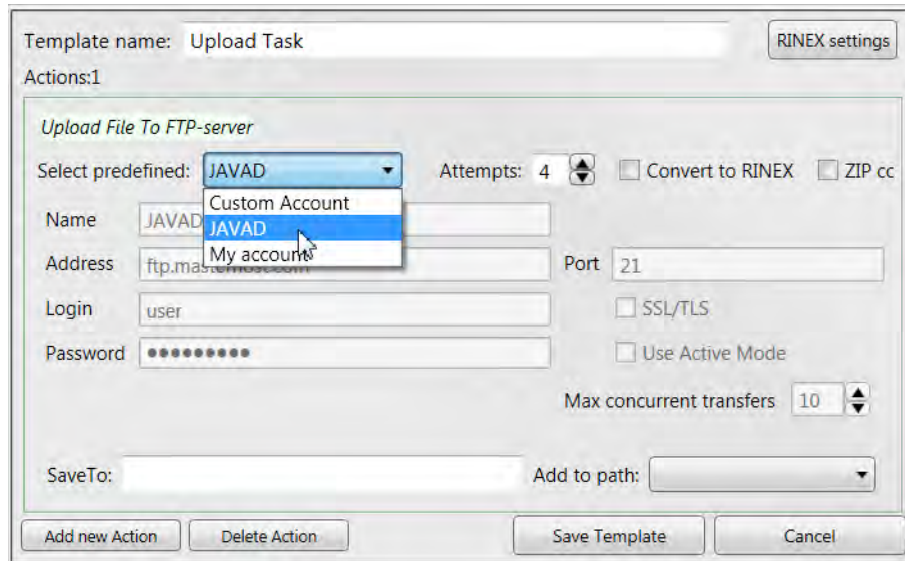 Template name: Upload Task RINEX settings
Actions:1
Upload File To FTP-server
Select predefined: JAVAD Attempts: 4 Convert to RINEX ZIP cc
Custom Account
Name JAVAD JAVAD
My account
Address Port 21
Login user SSL/TLS
Password ●●●●●●●●● Use Active Mode
Max concurrent transfers 10
SaveTo: Add to path:
Add new Action Delete Action Save Template Cancel